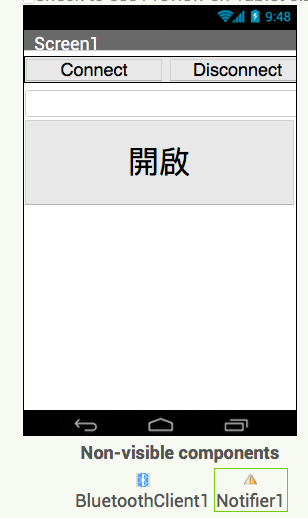 9:48
Screen1
Connect Disconnect
開啟
Non-visible components
BluetoothClient1 Notifier1